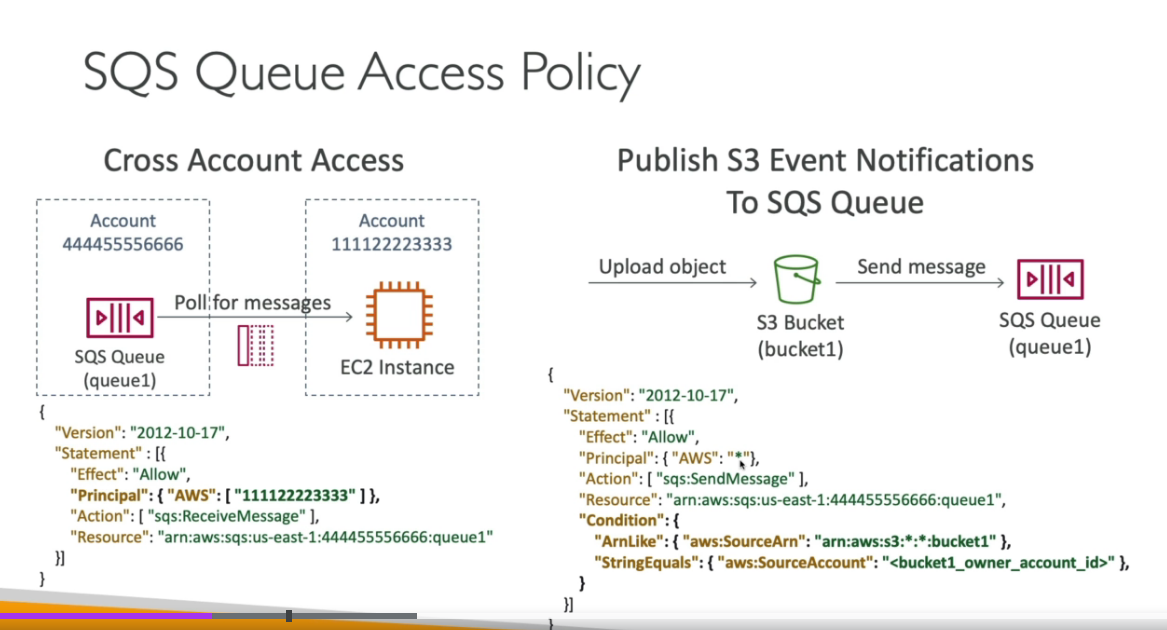 SQS Queue Access Policy
Cross Account Access
Account
444455556666
Account
111122223333
Poll for messages
SQS Queue
(queue1)
EC2 Instance
{
"Version": "2012-10-17",
"Statement" : [{
"Effect": "Allow",
"Principal": { "AWS": [ "111122223333" ] },
"Action": [ "sqs:ReceiveMessage" ],
"Resource": "arn:aws:sqs:us-east-1:444455556666:queue1"
}]
}
Publish S3 Event Notifications
To SQS Queue
Upload object
Send message
S3 Bucket
(bucket1)
SQS Queue
(queue1)
{
"Version": "2012-10-17",
"Statement" : [{
"Effect": "Allow",
"Principal": { "AWS": "*"},
"Action": [ "sqs:SendMessage" ],
"Resource": "arn:aws:sqs:us-east-1:444455556666:queue1",
"Condition": {
"ArnLike": { "aws:SourceArn": "arn:aws:s3:*:*:bucket1" },
"StringEquals": { "aws:SourceAccount": "<bucket1_owner_account_id>" },
}
}]
}